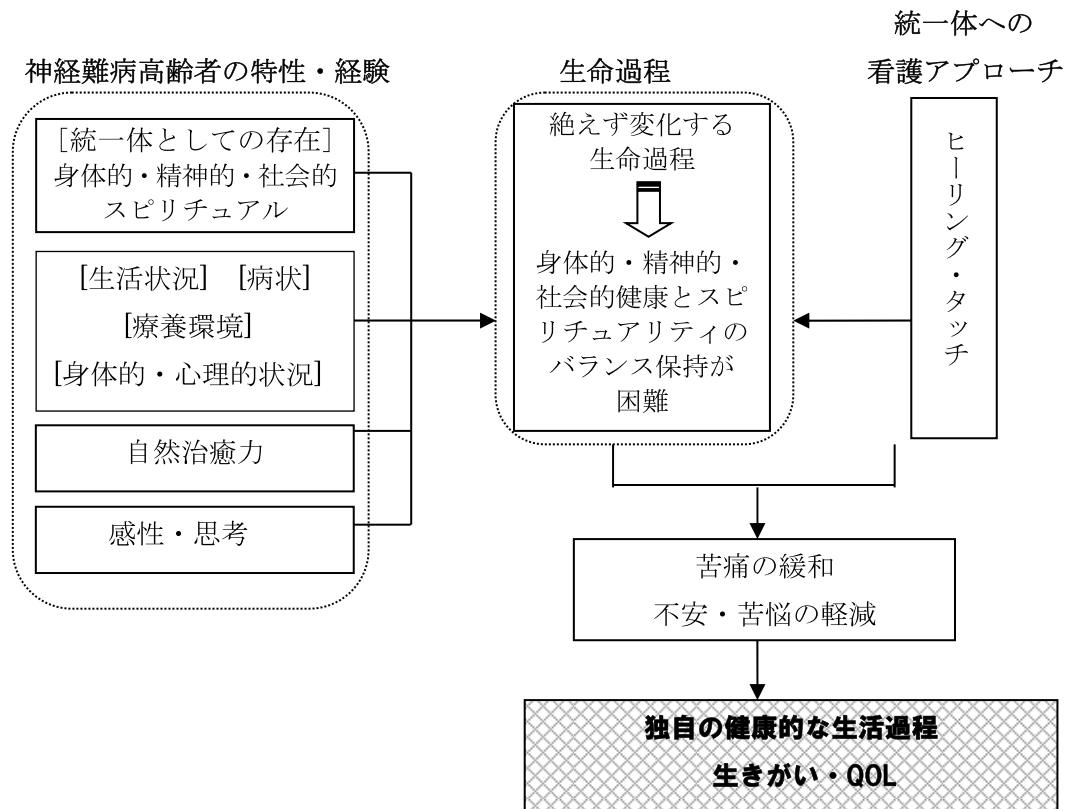 神経難病高齢者の特性・経験
［統一体としての存在］
身体的・精神的・社会的
スピリチュアル
[生活状況]　[病状]
[療養環境]
[身体的・心理的状況]
自然治癒力
感性・思考
生命過程
絶えず変化する
生命過程
身体的・精神的・
社会的健康とスピ
リチュアリティの
バランス保持が
困難
統一体への
看護アプローチ
ヒーリング・タッチ
苦痛の緩和
不安・苦悩の軽減
独自の健康的な生活過程
生きがい・QOL